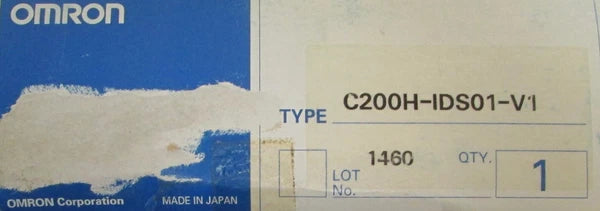 OMRON
TYPE C200H-IDS01-V1
LOT No. 1460 QTY. 1
OMRON Corporation MADE IN JAPAN